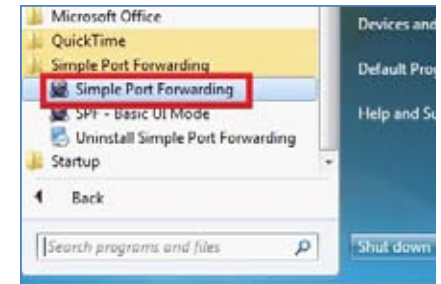 Microsoft Office
QuickTime
Simple Port Forwarding
Simple Port Forwarding
SPF - Basic UI Mode
Uninstall Simple Port Forwarding
Startup
Back
Search programs and files
Devices and
Default Prog
Help and Su
Shut down